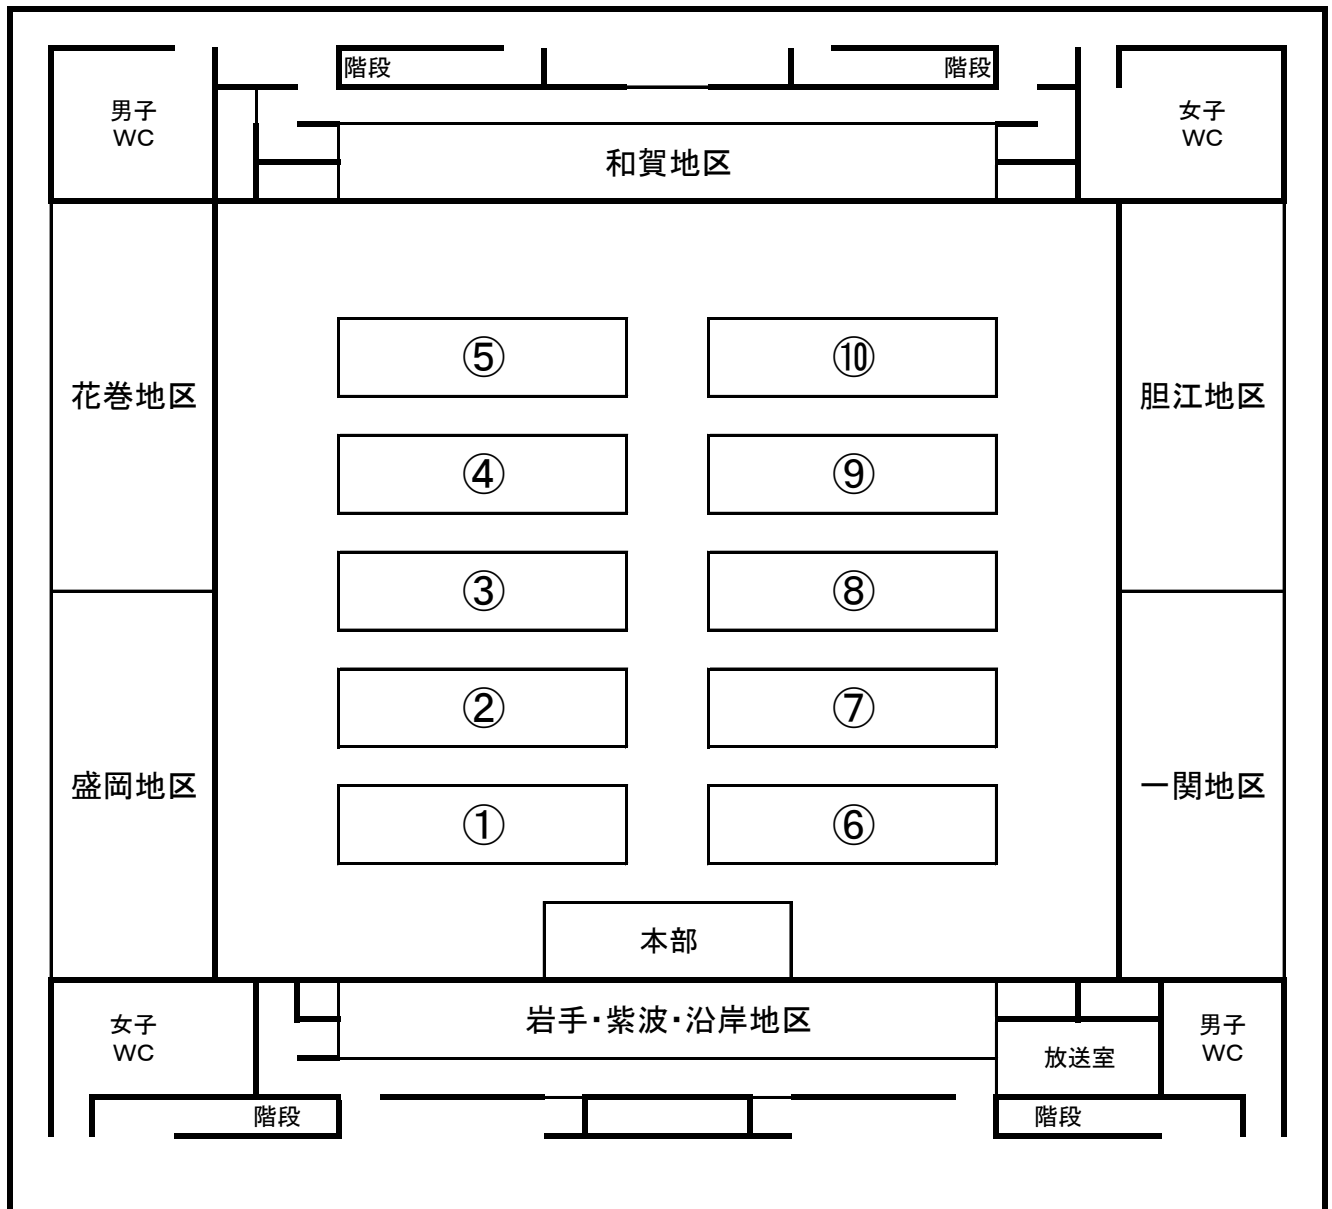 階段
階段
男子
WC
女子
WC
和賀地区
⑤
⑩
花巻地区
胆江地区
④
⑨
③
⑧
②
⑦
盛岡地区
一関地区
①
⑥
本部
岩手・紫波・沿岸地区
女子
WC
男子
WC
放送室
階段
階段